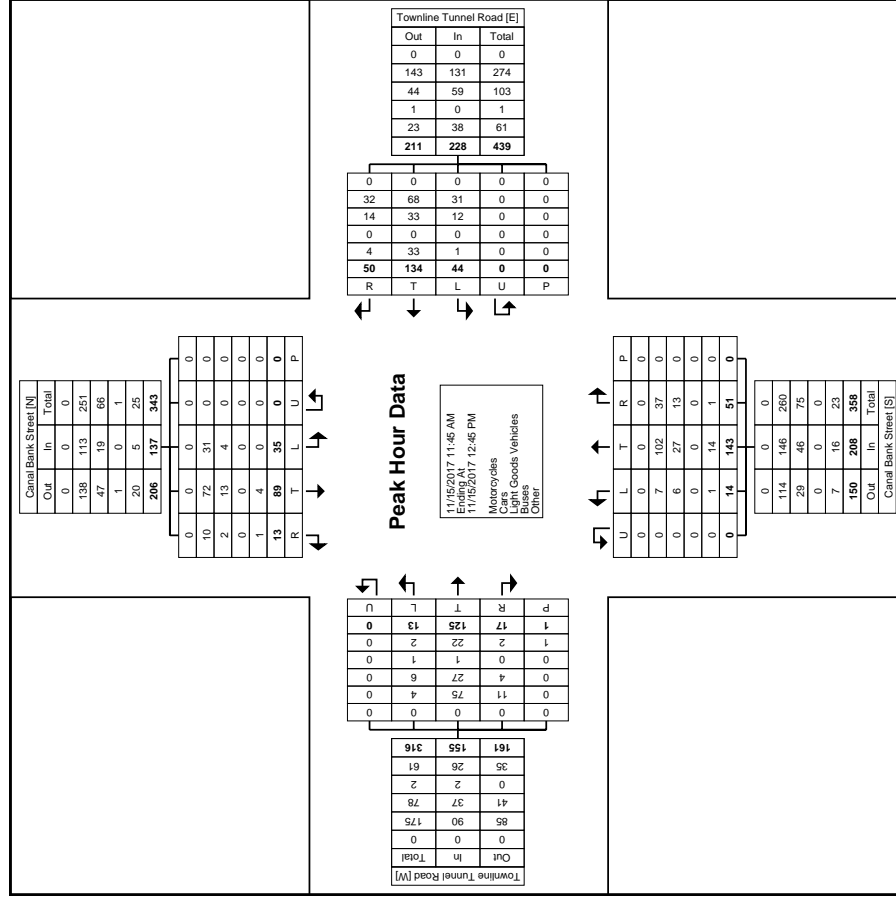 Townline Tunnel Road [E]
Out In Total
0 0 0
143 131 274
44 59 103
1 0 1
23 38 61
211 228 439
0 0 0 0 0
32 68 31 0 0
14 33 12 0 0
0 0 0 0 0
4 33 1 0 0
50 134 44 0 0
R T L U P
Canal Bank Street [N]
Out In Total
0 0 0
138 113 251
47 19 66
1 0 1
20 5 25
206 137 343
0 0 0 0 0
10 72 31 0 0
2 13 4 0 0
0 0 0 0 0
1 4 0 0 0
13 89 35 0 0
R T L U P
Peak Hour Data
11/15/2017 11:45 AM
Ending At
11/15/2017 12:45 PM
Motorcycles
Cars
Light Goods Vehicles
Buses
Other
U L T R P
0 0 0 0 0
0 7 102 37 0
0 6 27 13 0
0 0 0 0 0
0 1 14 1 0
0 14 143 51 0
0 0 0
114 146 260
29 46 75
0 0 0
7 16 23
150 208 358
Out In Total
Canal Bank Street [S]
Townline Tunnel Road [W]
Out In Total
0 0 0
85 90 175
41 37 78
0 2 2
35 26 61
161 155 316
0 0 0 0 0
0 11 75 4 0
0 4 27 6 0
0 0 1 1 0
1 2 22 2 0
1 17 125 13 0
P R T L U